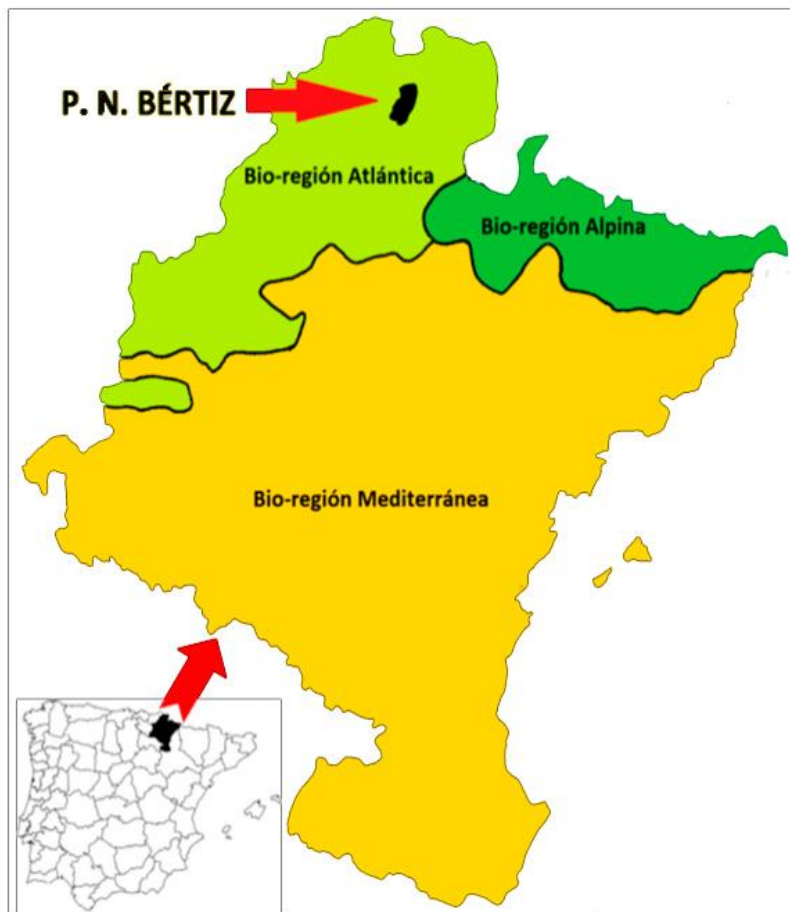 P. N. BÉRTIZ
Bio-región Atlántica
Bio-región Alpina
Bio-región Mediterránea